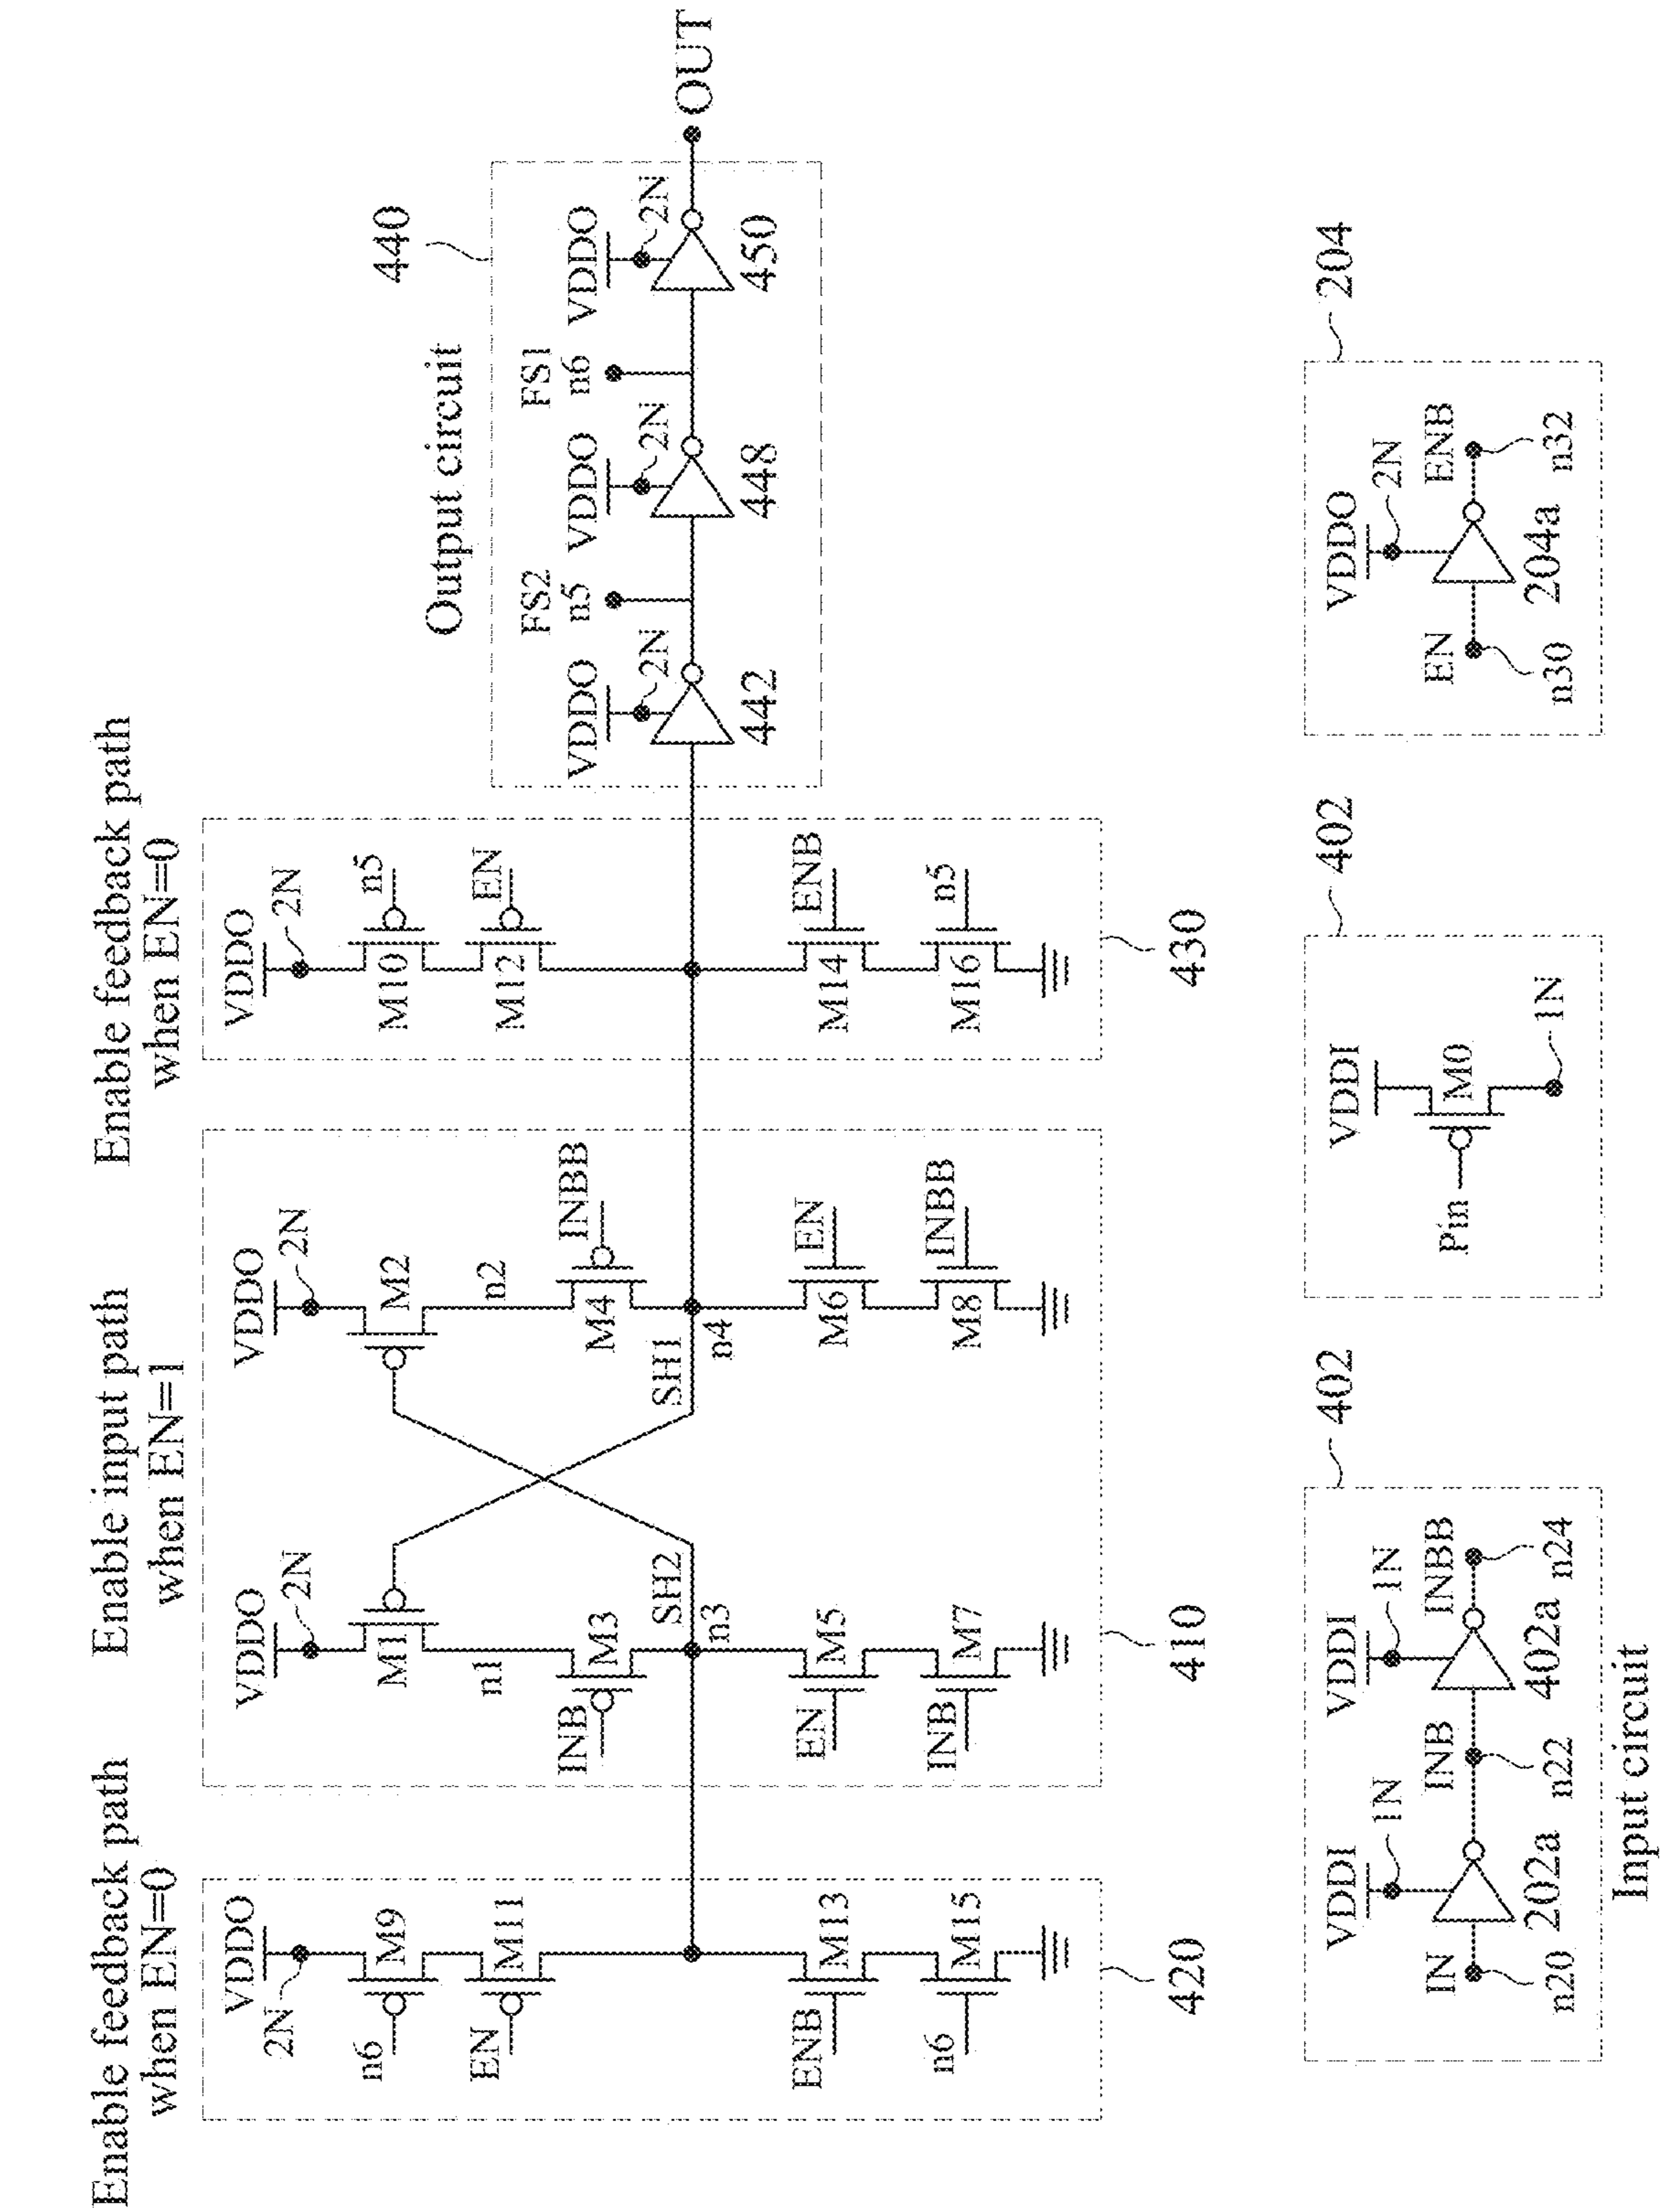 Enable feedback path
when EN=0
Enable input path
when EN=1
Enable feedback path
when EN=0
Output circuit
440
VDDO
2N
n6
M9
EN
M11
ENB
M13
n6
M15
420
VDDO
2N
M1
n1
INB
M3
SH2
n3
EN
M5
INB
M7
VDDO
2N
M2
n2
INBB
M4
SH1
n4
EN
M6
INBB
M8
410
VDDO
2N
n5
M10
EN
M12
ENB
M14
n5
M16
430
VDDO
2N
442
FS2
n5
VDDO
2N
448
FS1
n6
VDDO
2N
450
OUT
402
VDDI
1N
IN
n20
202a
INB
n22
VDDI
1N
402a
INBB
n24
Input circuit
402
VDDI
Pin
M0
1N
204
VDDO
2N
EN
n30
204a
ENB
n32